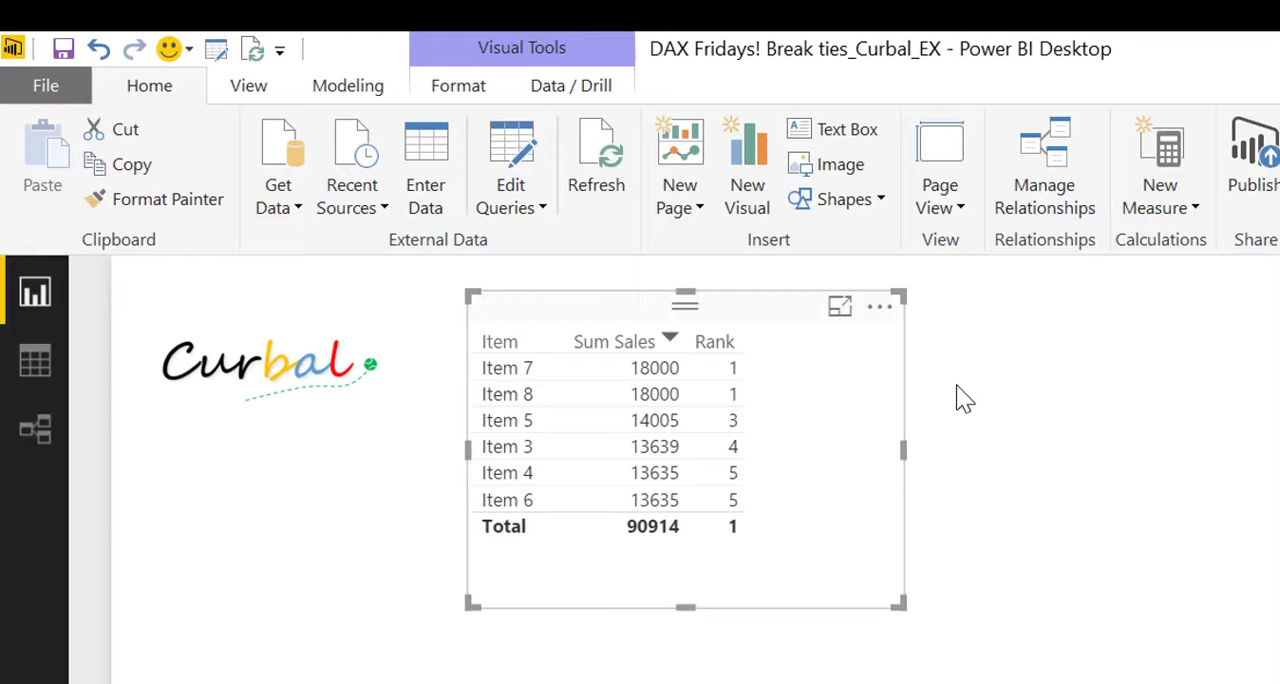 Visual Tools
DAX Fridays! Break ties_Curbal_EX - Power BI Desktop
File Home View Modeling Format Data / Drill
Paste
Cut
Copy
Format Painter
Clipboard
Get Data
Recent Sources
Enter Data
External Data
Edit Queries
Refresh
New Page
New Visual
Text Box
Image
Shapes
Insert
Page View
View
Manage Relationships
Relationships
New Measure
Calculations
Publish
Share
Curbal
Item Sum Sales Rank
Item 7 18000 1
Item 8 18000 1
Item 5 14005 3
Item 3 13639 4
Item 4 13635 5
Item 6 13635 5
Total 90914 1